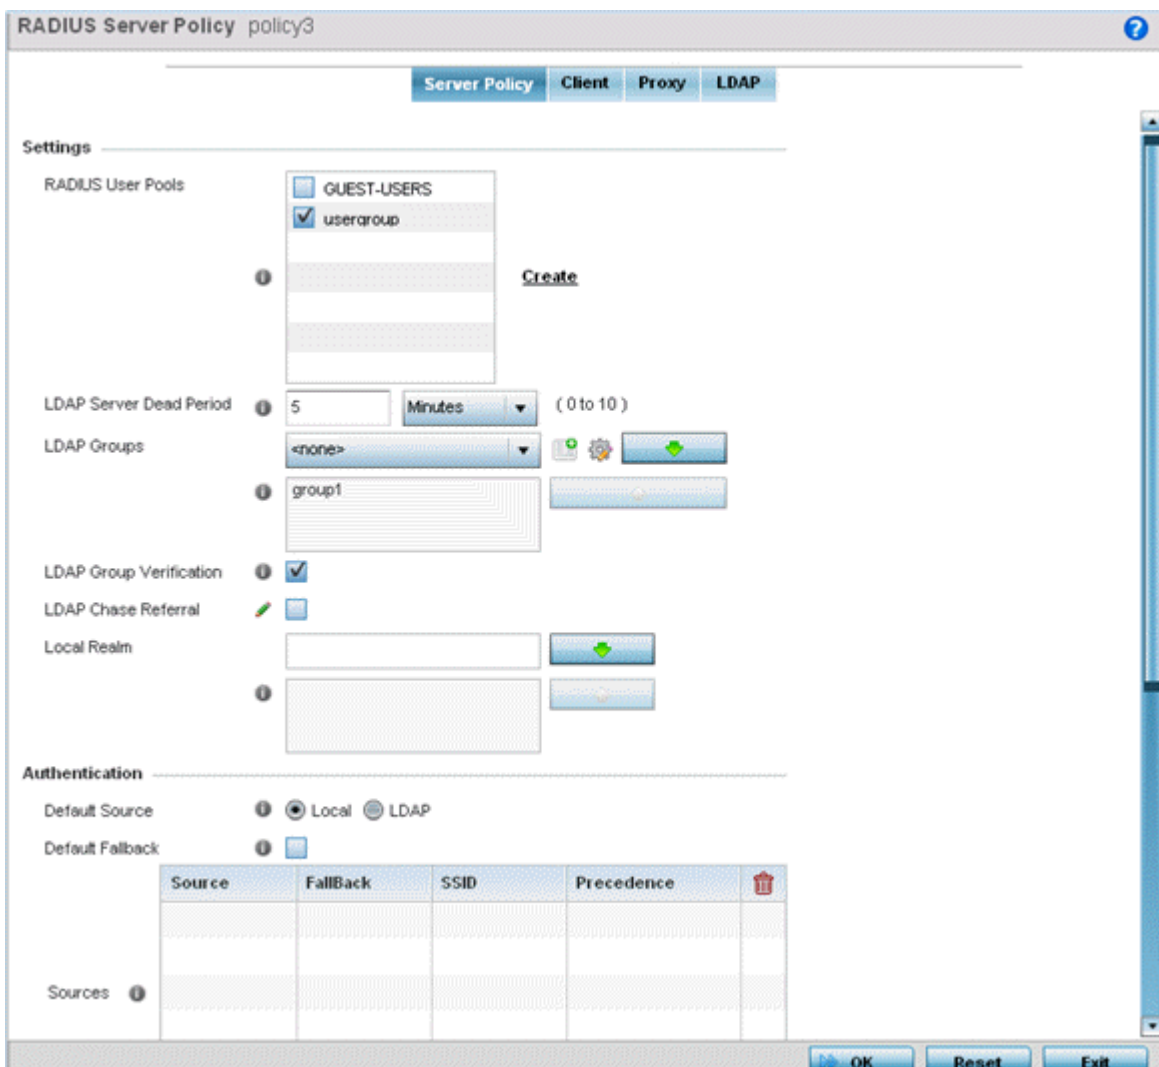 RADIUS Server Policy policy3
Server Policy Client Proxy LDAP
Settings
RADIUS User Pools
GUEST-USERS
usergroup
Create
LDAP Server Dead Period 5 Minutes ( 0 to 10 )
LDAP Groups <none>
group1
LDAP Group Verification
LDAP Chase Referral
Local Realm
Authentication
Default Source Local LDAP
Default Fallback
Source FallBack SSID Precedence
Sources
OK Reset Exit